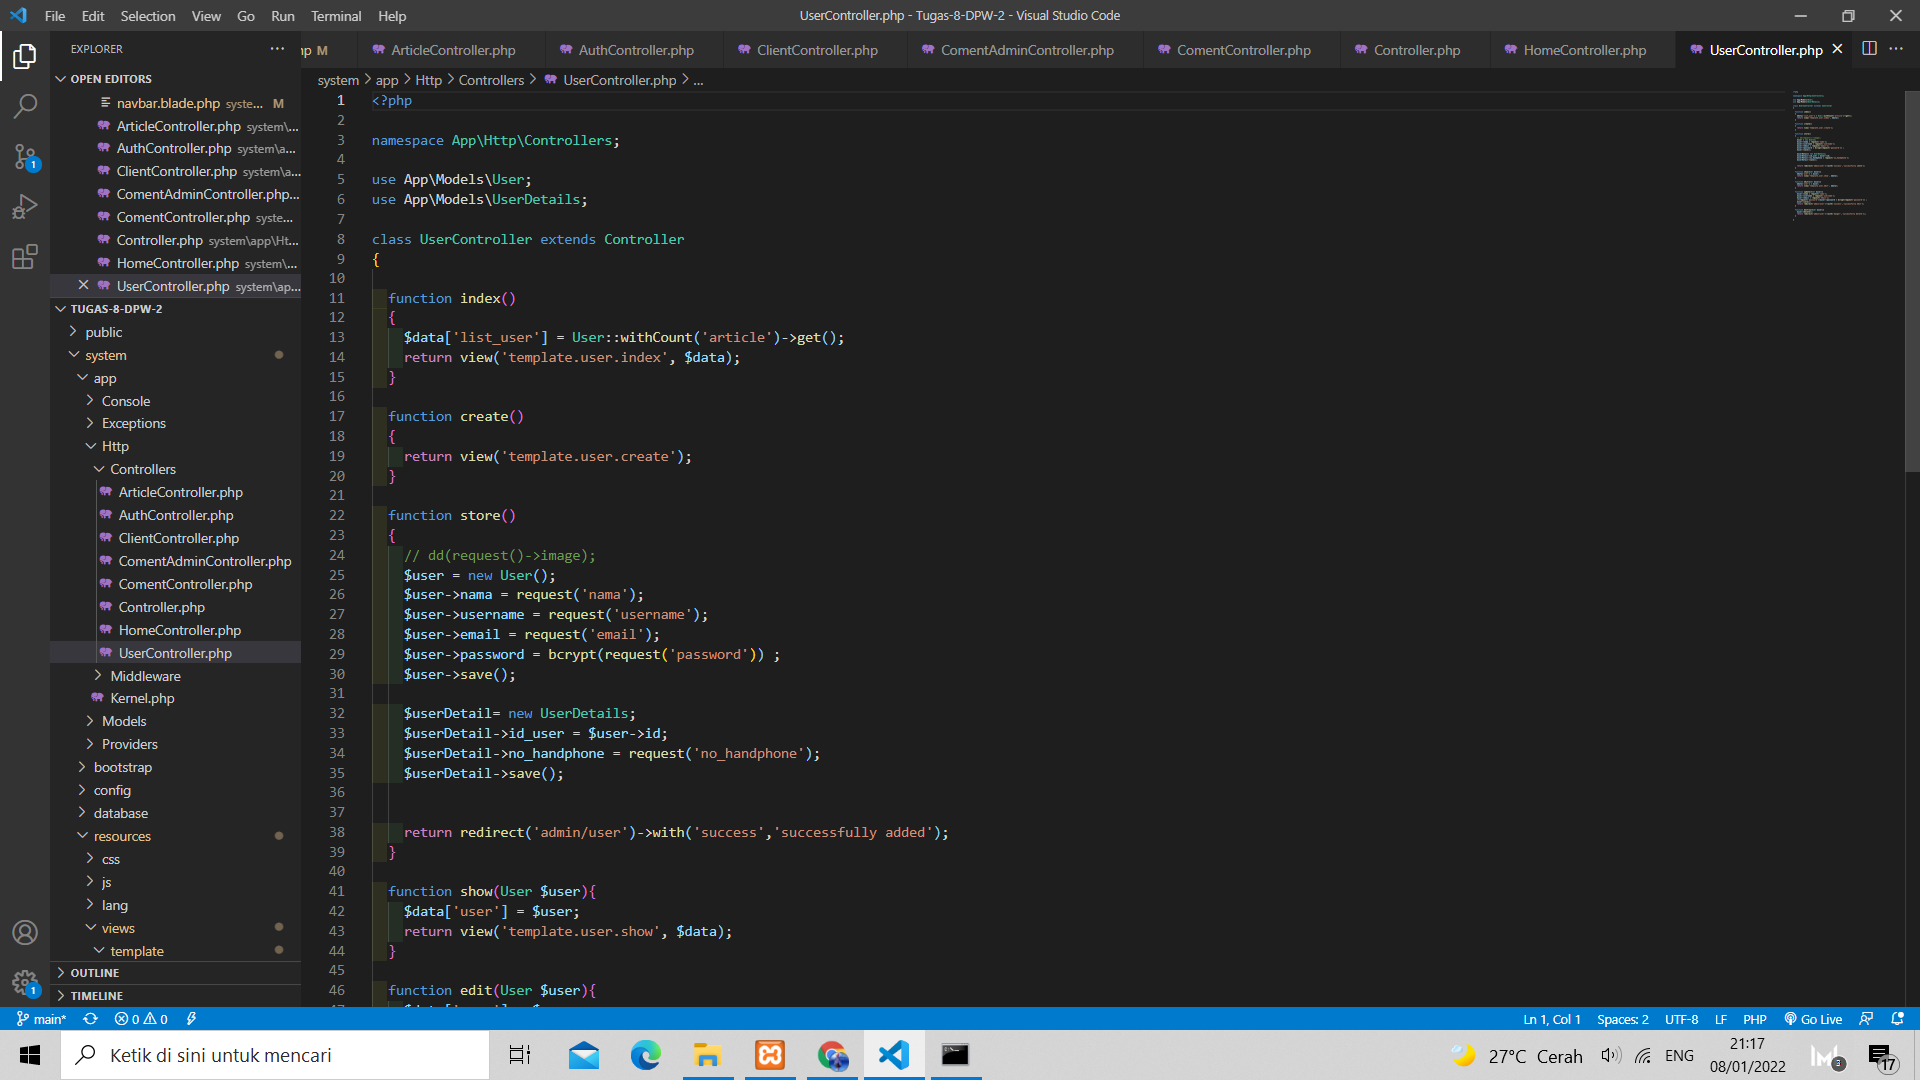 File Edit Selection View Go Run Terminal Help
UserController.php - Tugas-8-DPW-2 - Visual Studio Code
EXPLORER
OPEN EDITORS
navbar.blade.php syste... M
ArticleController.php system\...
AuthController.php system\a...
ClientController.php system\a...
ComentAdminController.php...
ComentController.php syste...
Controller.php system\app\Ht...
HomeController.php system\...
UserController.php system\ap...
TUGAS-8-DPW-2
public
system
app
Console
Exceptions
Http
Controllers
ArticleController.php
AuthController.php
ClientController.php
ComentAdminController.php
ComentController.php
Controller.php
HomeController.php
UserController.php
Middleware
Kernel.php
Models
Providers
bootstrap
config
database
resources
css
js
lang
views
template
OUTLINE
TIMELINE
hp M ArticleController.php AuthController.php ClientController.php ComentAdminController.php ComentController.php Controller.php HomeController.php UserController.php
system > app > Http > Controllers > UserController.php > ...
1 <?php
2
3 namespace App\Http\Controllers;
4
5 use App\Models\User;
6 use App\Models\UserDetails;
7
8 class UserController extends Controller
9 {
10
11 function index()
12 {
13 $data['list_user'] = User::withCount('article')->get();
14 return view('template.user.index', $data);
15 }
16
17 function create()
18 {
19 return view('template.user.create');
20 }
21
22 function store()
23 {
24 // dd(request()->image);
25 $user = new User();
26 $user->nama = request('nama');
27 $user->username = request('username');
28 $user->email = request('email');
29 $user->password = bcrypt(request('password')) ;
30 $user->save();
31
32 $userDetail= new UserDetails;
33 $userDetail->id_user = $user->id;
34 $userDetail->no_handphone = request('no_handphone');
35 $userDetail->save();
36
37
38 return redirect('admin/user')->with('success','successfully added');
39 }
40
41 function show(User $user){
42 $data['user'] = $user;
43 return view('template.user.show', $data);
44 }
45
46 function edit(User $user){
main* 0 0
Ln 1, Col 1 Spaces: 2 UTF-8 LF PHP Go Live
Ketik di sini untuk mencari
27°C Cerah ENG
21:17
08/01/2022
3
17
1
1